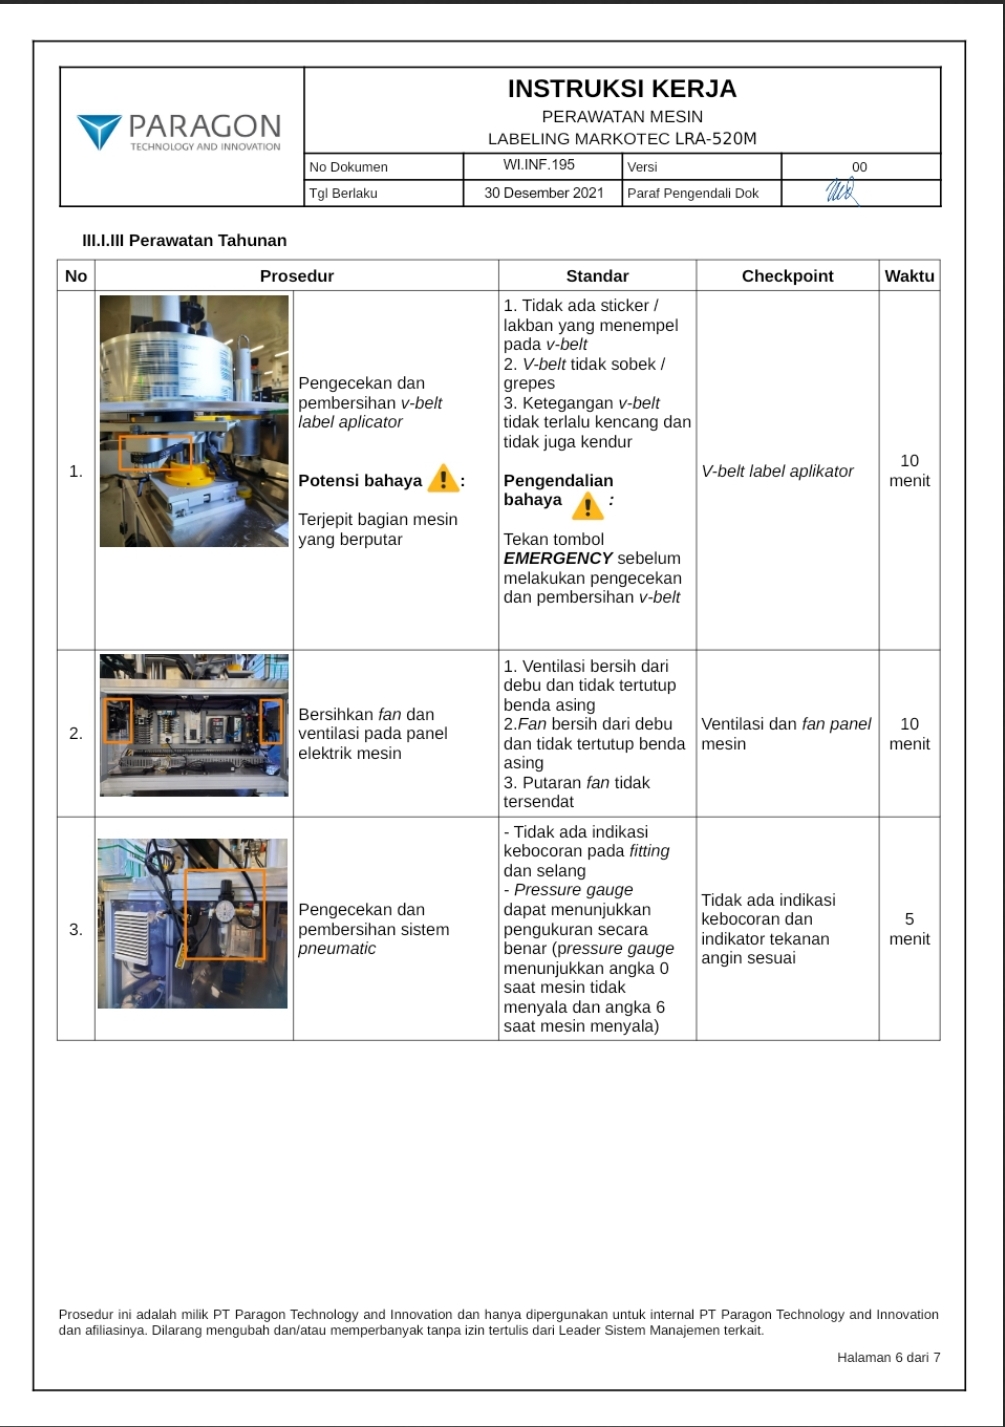 PARAGON
TECHNOLOGY AND INNOVATION
INSTRUKSI KERJA
PERAWATAN MESIN
LABELING MARKOTEC LRA-520M
No Dokumen WI.INF.195 Versi 00
Tgl Berlaku 30 Desember 2021 Paraf Pengendali Dok
III.I.III Perawatan Tahunan
No Prosedur Standar Checkpoint Waktu
1.
Pengecekan dan
pembersihan v-belt
label aplicator
Potensi bahaya :
Terjepit bagian mesin
yang berputar
1. Tidak ada sticker /
lakban yang menempel
pada v-belt
2. V-belt tidak sobek /
grepes
3. Ketegangan v-belt
tidak terlalu kencang dan
tidak juga kendur
Pengendalian
bahaya :
Tekan tombol
EMERGENCY sebelum
melakukan pengecekan
dan pembersihan v-belt
V-belt label aplikator
10
menit
2.
Bersihkan fan dan
ventilasi pada panel
elektrik mesin
1. Ventilasi bersih dari
debu dan tidak tertutup
benda asing
2.Fan bersih dari debu
dan tidak tertutup benda
asing
3. Putaran fan tidak
tersendat
Ventilasi dan fan panel
mesin
10
menit
3.
Pengecekan dan
pembersihan sistem
pneumatic
- Tidak ada indikasi
kebocoran pada fitting
dan selang
- Pressure gauge
dapat menunjukkan
pengukuran secara
benar (pressure gauge
menunjukkan angka 0
saat mesin tidak
menyala dan angka 6
saat mesin menyala)
Tidak ada indikasi
kebocoran dan
indikator tekanan
angin sesuai
5
menit
Prosedur ini adalah milik PT Paragon Technology and Innovation dan hanya dipergunakan untuk internal PT Paragon Technology and Innovation
dan afiliasinya. Dilarang mengubah dan/atau memperbanyak tanpa izin tertulis dari Leader Sistem Manajemen terkait.
Halaman 6 dari 7